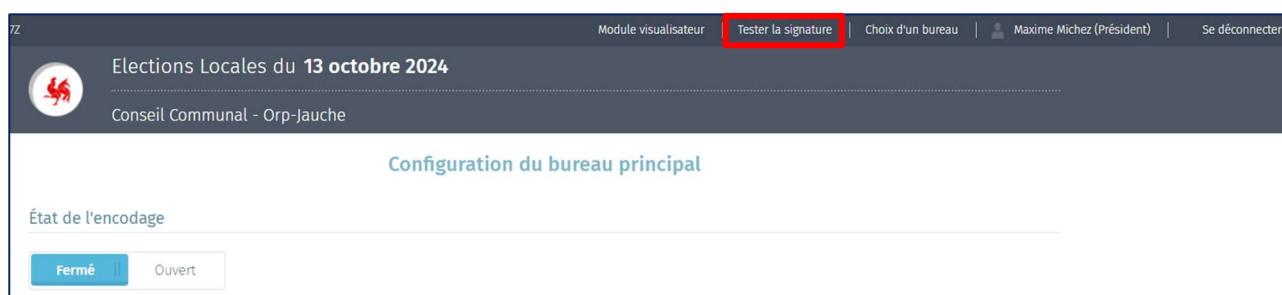 7Z Module visualisateur Tester la signature Choix d'un bureau Maxime Michez (Président) Se déconnecter
Elections Locales du 13 octobre 2024
Conseil Communal - Orp-Jauche
Configuration du bureau principal
État de l'encodage
Fermé Ouvert